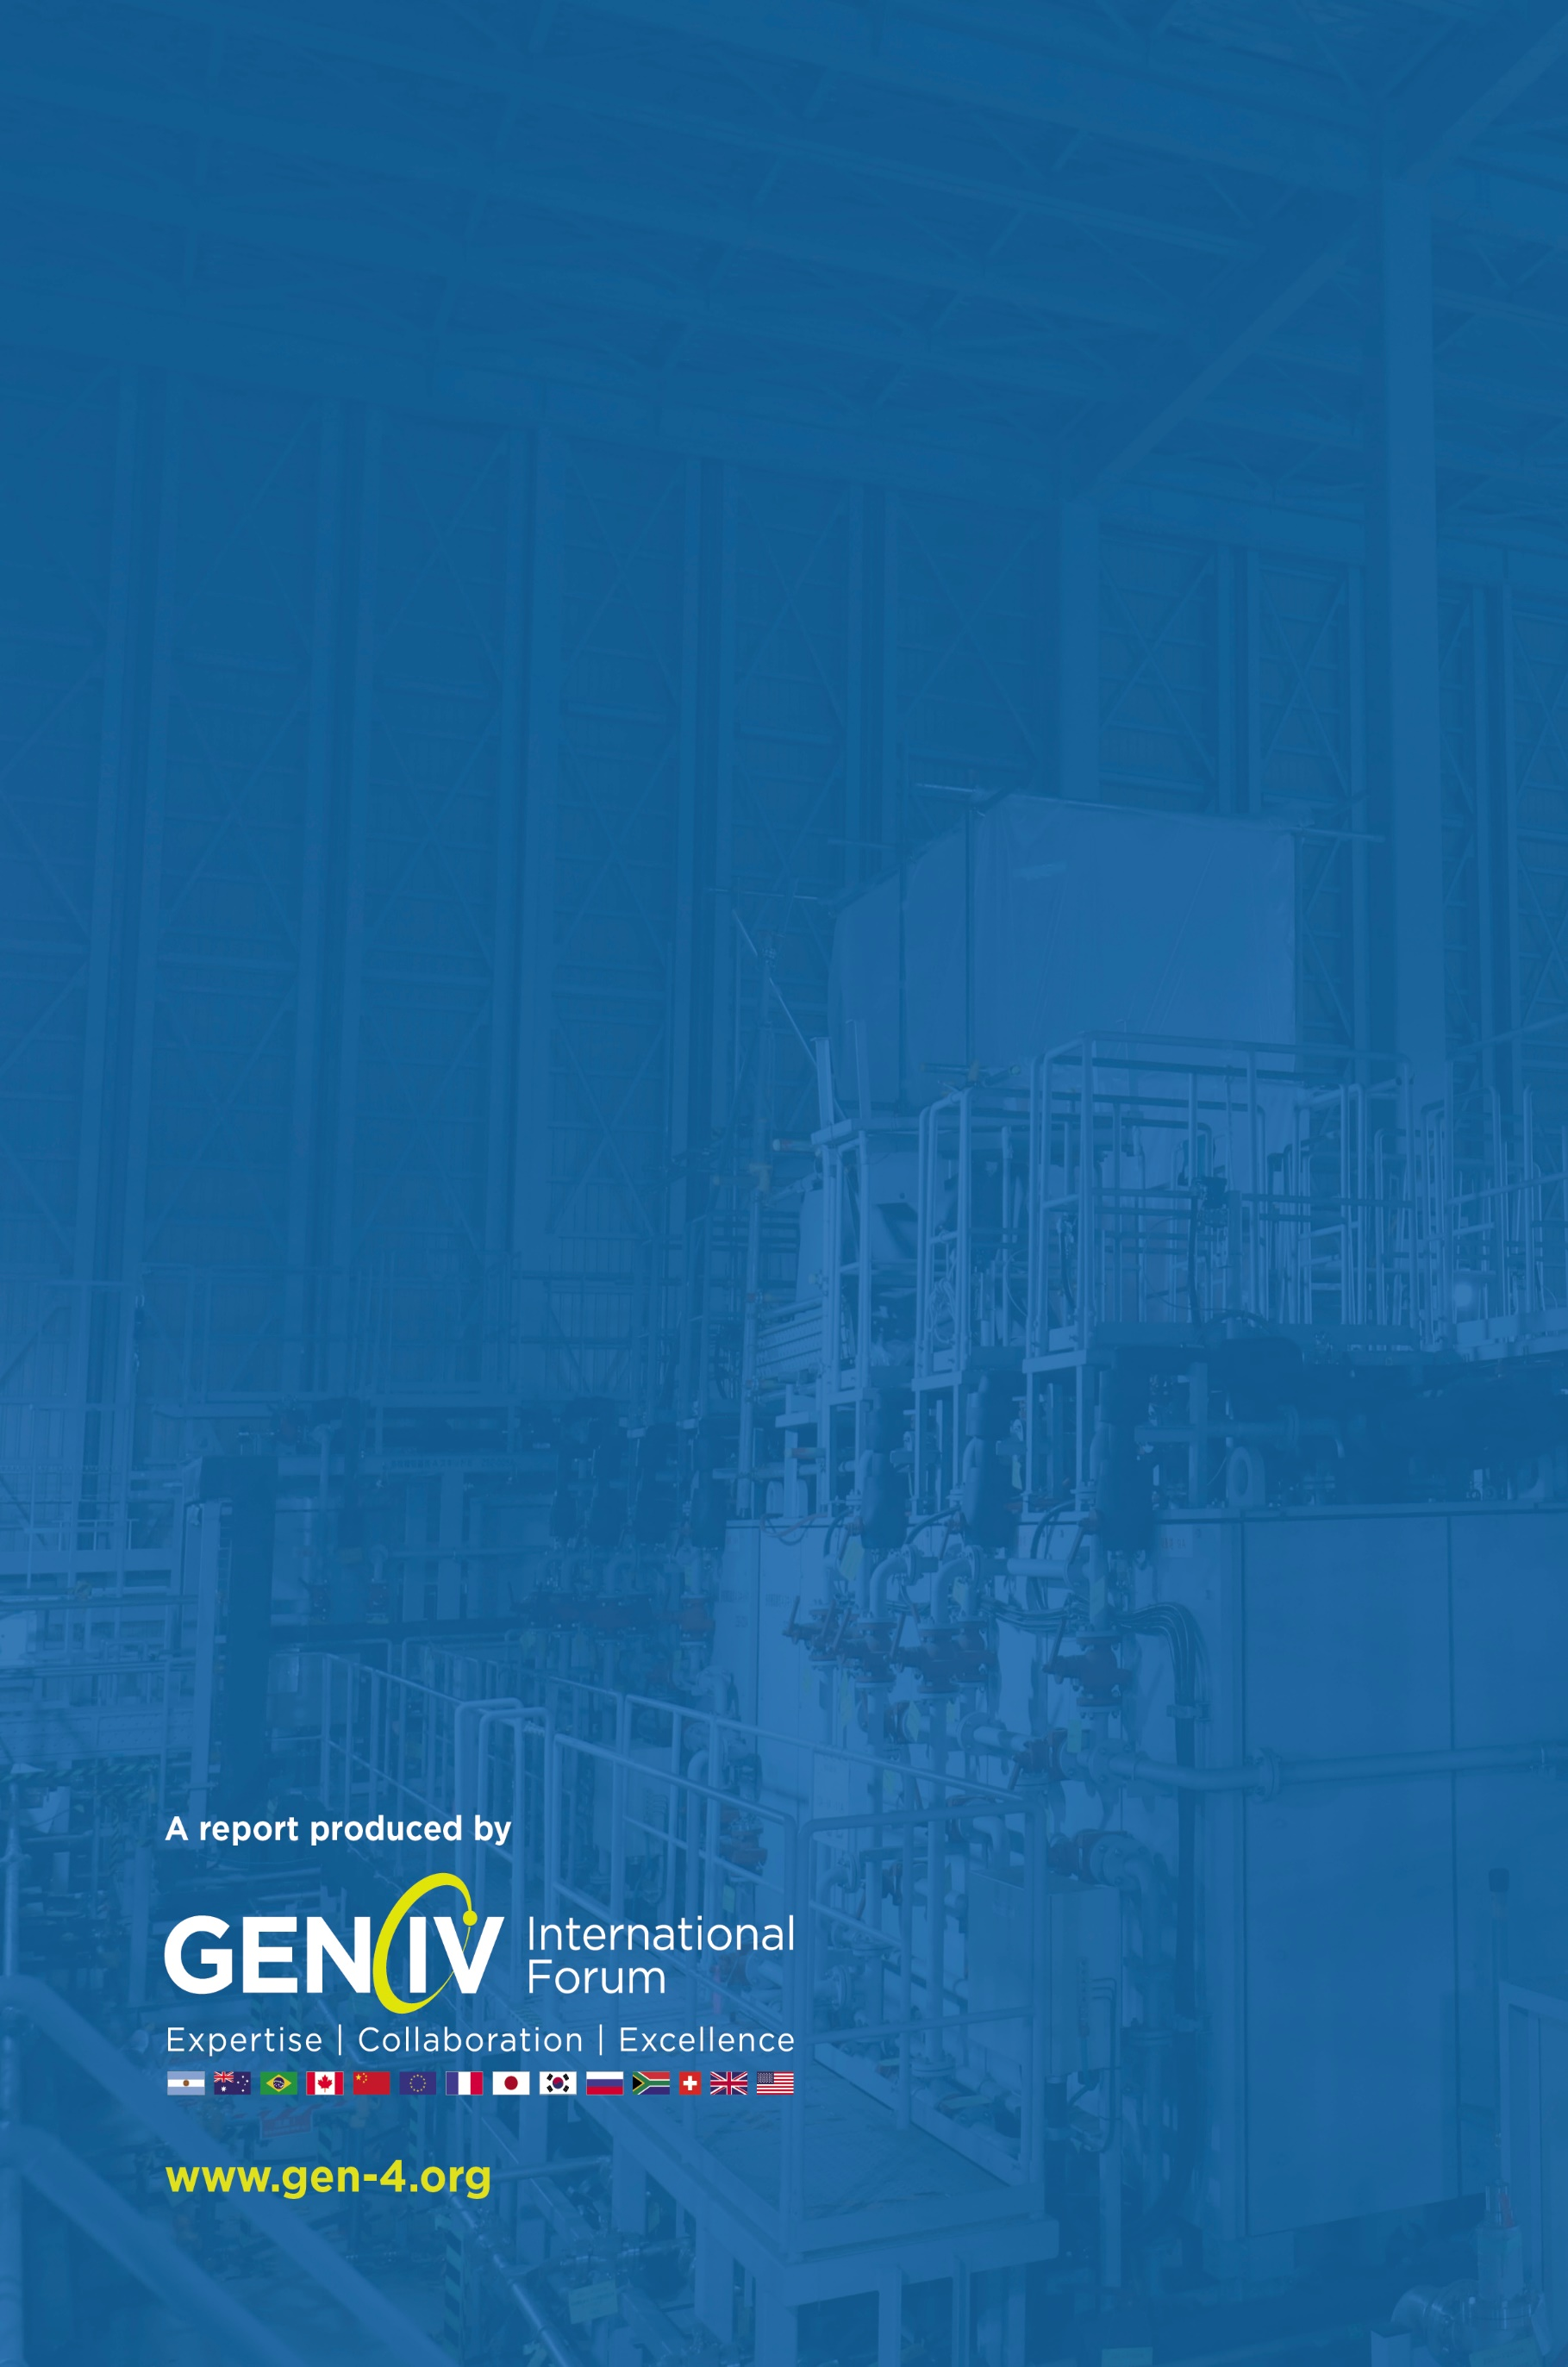 A report produced by
GEN IV International
Forum
Expertise | Collaboration | Excellence
www.gen-4.org